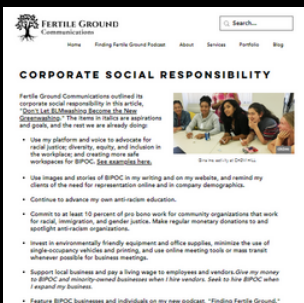 FERTILE GROUND
Communications
Search...
Home Finding Fertile Ground Podcast About Services Portfolio Blog
CORPORATE SOCIAL RESPONSIBILITY
Fertile Ground Communications outlined its
corporate social responsibility in this article,
"Don't Let BLMwashing Become the New
Greenwashing." The items in italics are aspirations
and goals, and the rest we are already doing:
Use my platform and voice to advocate for
racial justice; diversity, equity, and inclusion in
the workplace; and creating more safe
workspaces for BIPOC. See examples here.
Use images and stories of BIPOC in my writing and on my website, and remind my
clients of the need for representation online and in company demographics.
Continue to advance my own anti-racism education.
Commit to at least 10 percent of pro bono work for community organizations that work
for racial, immigration, and gender justice. Make regular monetary donations to and
spotlight anti-racism organizations.
Invest in environmentally friendly equipment and office supplies, minimize the use of
single-occupancy vehicles and printing, and use online meeting tools or mass transit
whenever possible for business meetings.
Support local business and pay a living wage to employees and vendors. Give my money
to BIPOC and minority-owned businesses when I hire vendors. Seek to hire BIPOC when
I expand my business.
Feature BIPOC businesses and individuals on my new podcast, "Finding Fertile Ground."